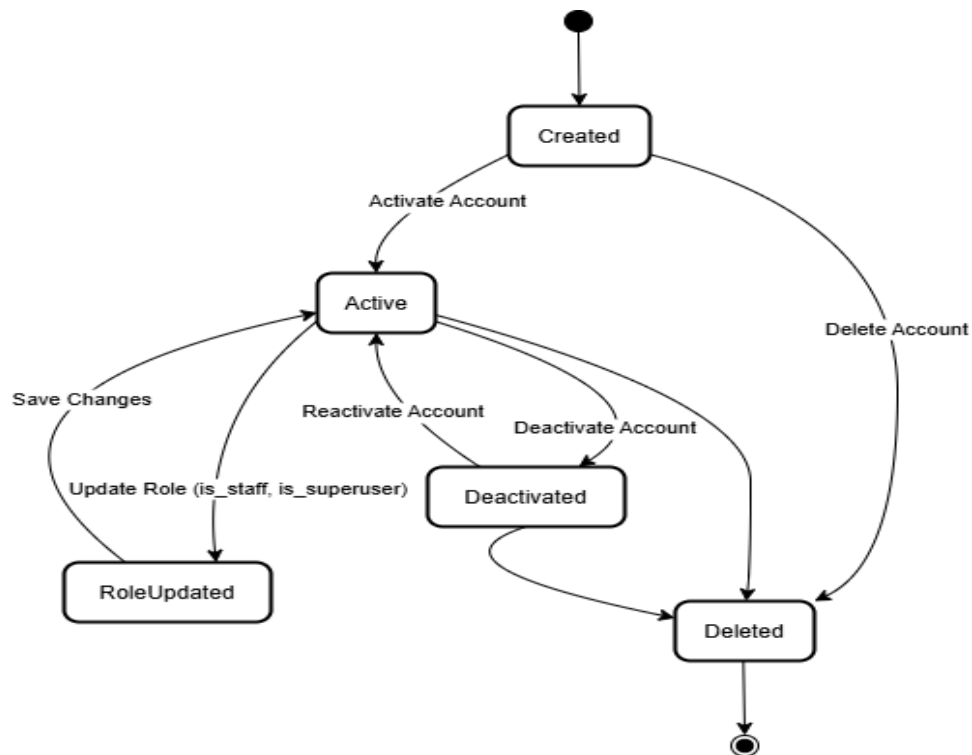 Created
Activate Account
Active
Delete Account
Save Changes
Reactivate Account
Deactivate Account
Update Role (is_staff, is_superuser)
Deactivated
RoleUpdated
Deleted